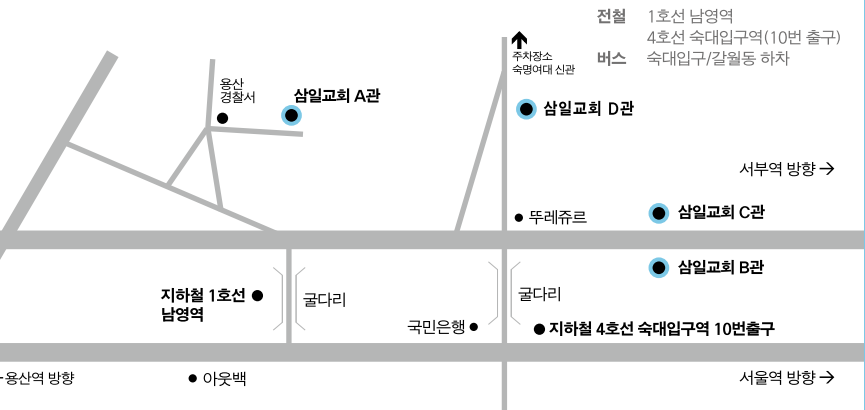 전철 1호선 남영역
4호선 숙대입구역(10번 출구)
버스 숙대입구/갈월동 하차
주차장소
숙명여대 신관
용산
경찰서
삼일교회 A관
삼일교회 D관
서부역 방향
뚜레쥬르
삼일교회 C관
삼일교회 B관
지하철 1호선
남영역
굴다리
굴다리
국민은행
지하철 4호선 숙대입구역 10번출구
용산역 방향
아웃백
서울역 방향